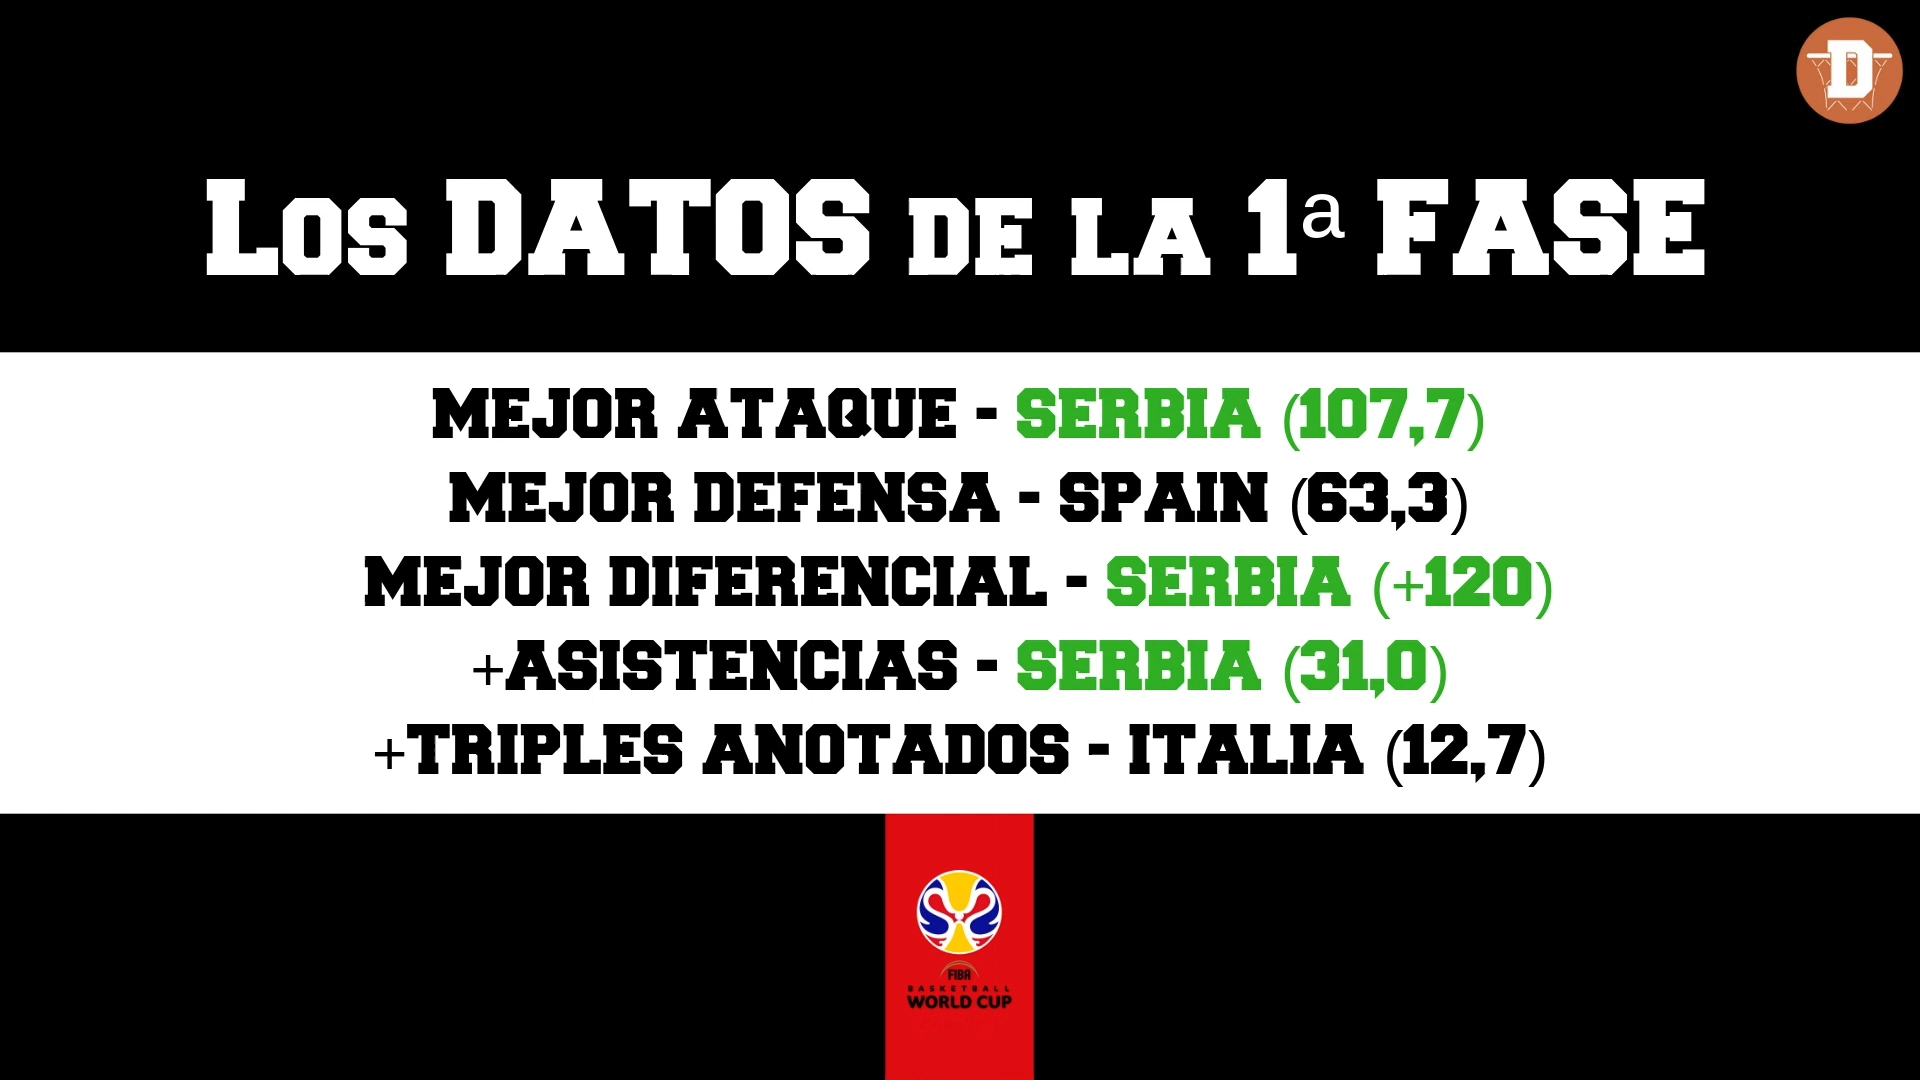 D
Los DATOS DE LA 1ª FASE
MEJOR ATAQUE - SERBIA (107,7)
MEJOR DEFENSA - SPAIN (63,3)
MEJOR DIFERENCIAL - SERBIA (+120)
+ASISTENCIAS - SERBIA (31,0)
+TRIPLES ANOTADOS - ITALIA (12,7)
FIBA
BASKETBALL
WORLD CUP